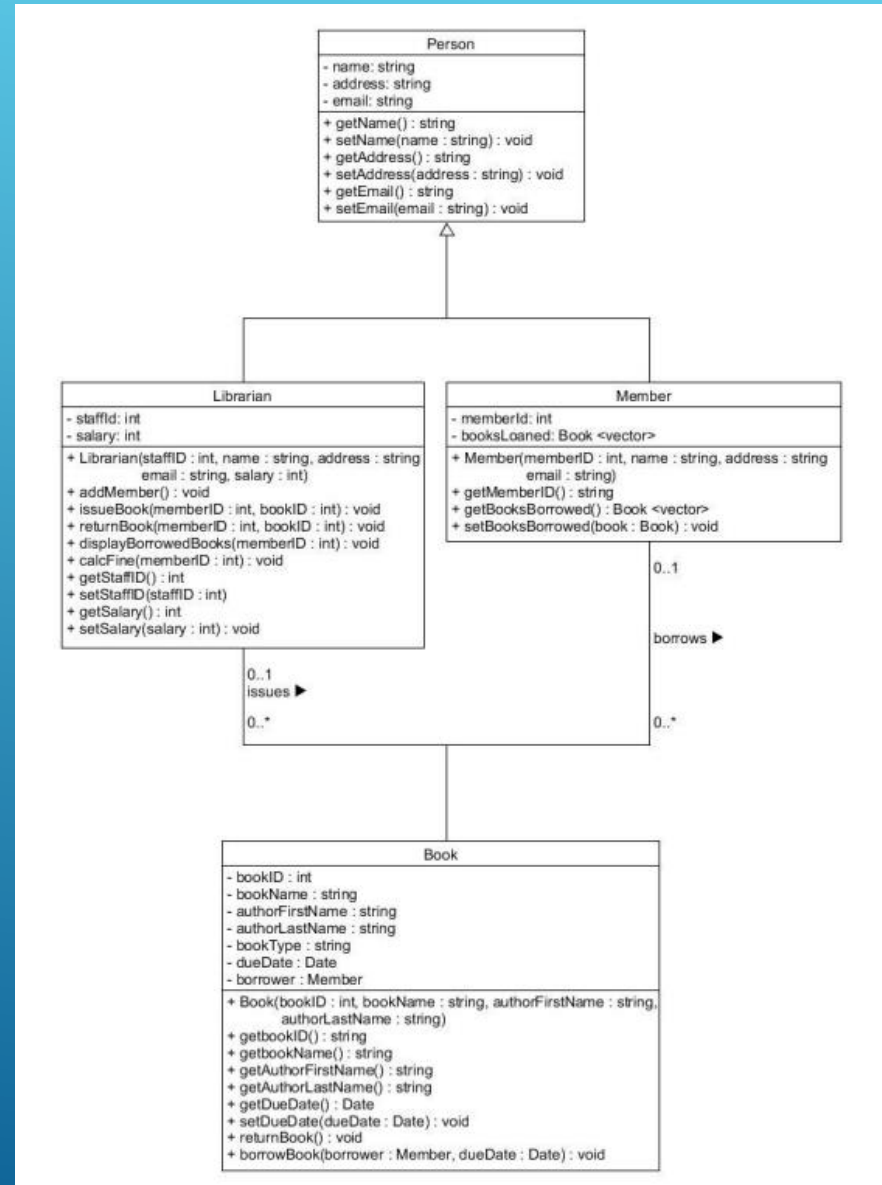 Person
- name: string
- address: string
- email: string
+ getName() : string
+ setName(name : string) : void
+ getAddress() : string
+ setAddress(address : string) : void
+ getEmail() : string
+ setEmail(email : string) : void
Librarian
- staffId: int
- salary: int
+ Librarian(staffID : int, name : string, address : string
email : string, salary : int)
+ addMember() : void
+ issueBook(memberID : int, bookID : int) : void
+ returnBook(memberID : int, bookID : int) : void
+ displayBorrowedBooks(memberID : int) : void
+ calcFine(memberID : int) : void
+ getStaffID() : int
+ setStaffID(staffID : int)
+ getSalary() : int
+ setSalary(salary : int) : void
Member
- memberId: int
- booksLoaned: Book <vector>
+ Member(memberID : int, name : string, address : string
email : string)
+ getMemberID() : string
+ getBooksBorrowed() : Book <vector>
+ setBooksBorrowed(book : Book) : void
0..1
issues ▶
0..*
0..1
borrows ▶
0..*
Book
- bookID : int
- bookName : string
- authorFirstName : string
- authorLastName : string
- bookType : string
- dueDate : Date
- borrower : Member
+ Book(bookID : int, bookName : string, authorFirstName : string,
authorLastName : string)
+ getbookID() : string
+ getbookName() : string
+ getAuthorFirstName() : string
+ getAuthorLastName() : string
+ getDueDate() : Date
+ setDueDate(dueDate : Date) : void
+ returnBook() : void
+ borrowBook(borrower : Member, dueDate : Date) : void